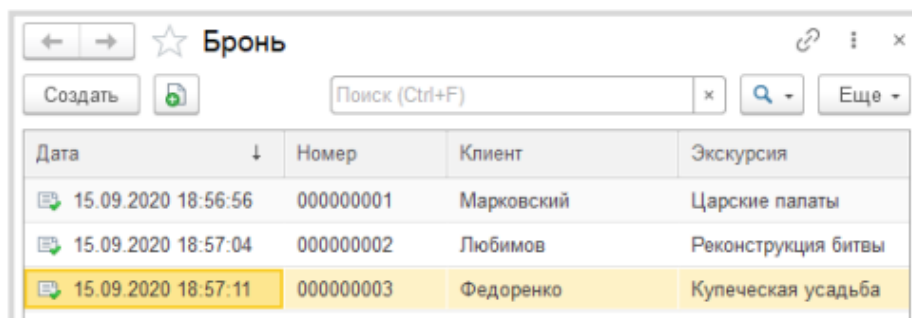 Бронь
Создать Поиск (Ctrl+F) Еще
Дата Номер Клиент Экскурсия
15.09.2020 18:56:56 000000001 Марковский Царские палаты
15.09.2020 18:57:04 000000002 Любимов Реконструкция битвы
15.09.2020 18:57:11 000000003 Федоренко Купеческая усадьба